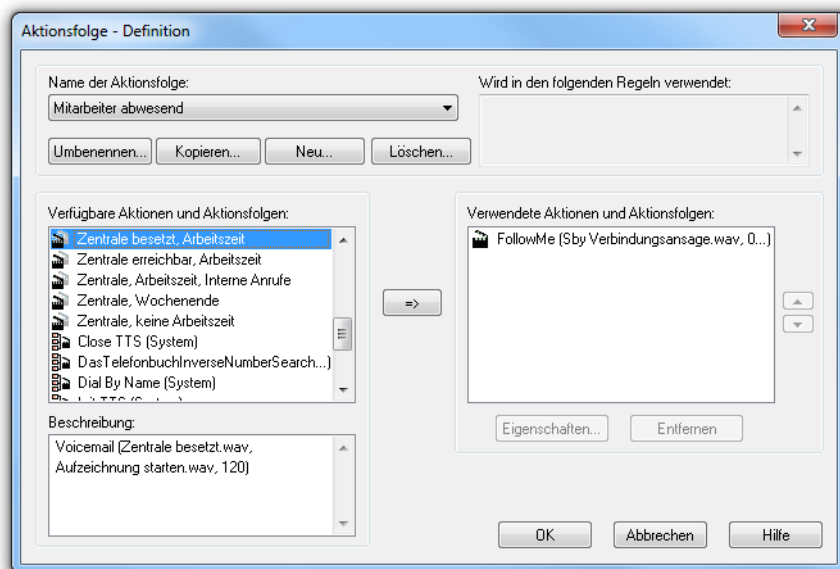 Aktionsfolge - Definition
Name der Aktionsfolge:
Mitarbeiter abwesend
Wird in den folgenden Regeln verwendet:
Umbenennen... Kopieren... Neu... Löschen...
Verfügbare Aktionen und Aktionsfolgen:
Zentrale besetzt, Arbeitszeit
Zentrale erreichbar, Arbeitszeit
Zentrale, Arbeitszeit, Interne Anrufe
Zentrale, Wochenende
Zentrale, keine Arbeitszeit
Close TTS (System)
DasTelefonbuchInverseNumberSearch...)
Dial By Name (System)
=>
Verwendete Aktionen und Aktionsfolgen:
FollowMe (Sby Verbindungsansage.wav, 0...)
Eigenschaften... Entfernen
Beschreibung:
Voicemail (Zentrale besetzt.wav,
Aufzeichnung starten.wav, 120)
OK Abbrechen Hilfe